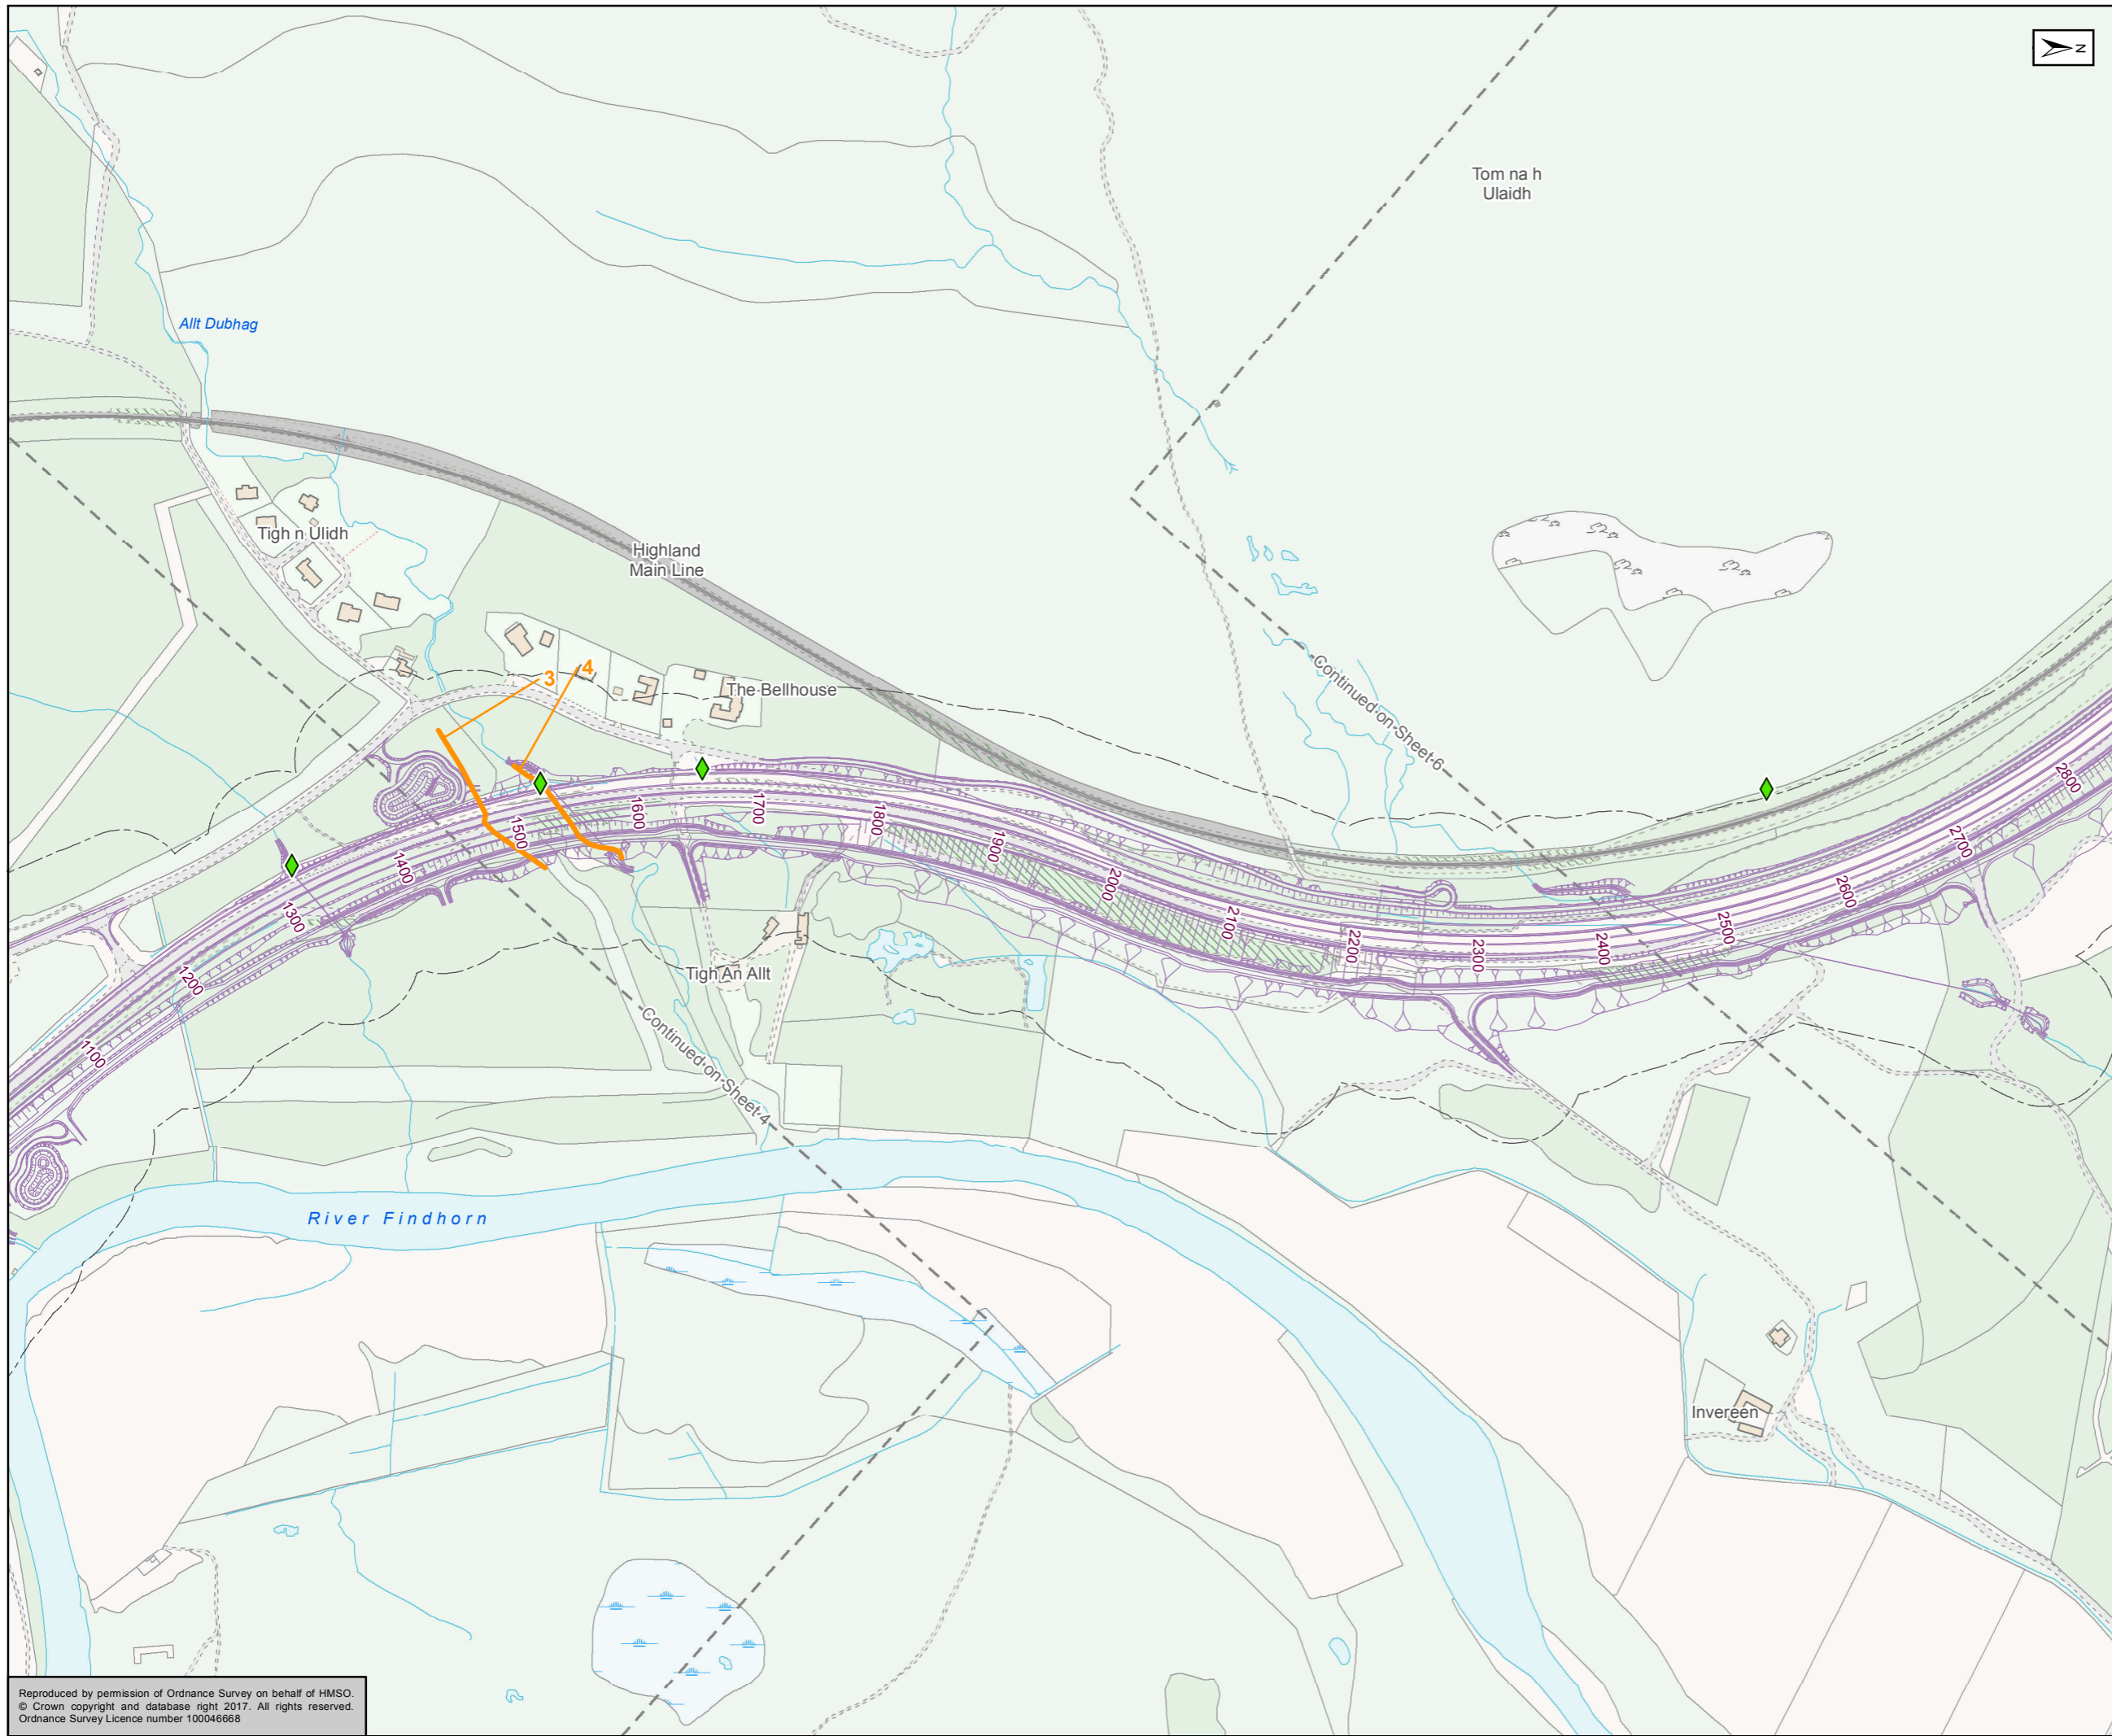 N
Tom na h
Ulaidh
Allt Dubhag
Tigh n Ulidh
Highland
Main Line
3
4
The Bellhouse
Continued on Sheet 6
1100
1200
1300
1400
1500
1600
1700
1800
1900
2000
2100
2200
2300
2400
2500
2600
2700
2800
Tigh An Allt
Continued on Sheet 4
River Findhorn
Invereen
Reproduced by permission of Ordnance Survey on behalf of HMSO.
© Crown copyright and database right 2017. All rights reserved.
Ordnance Survey Licence number 100046668